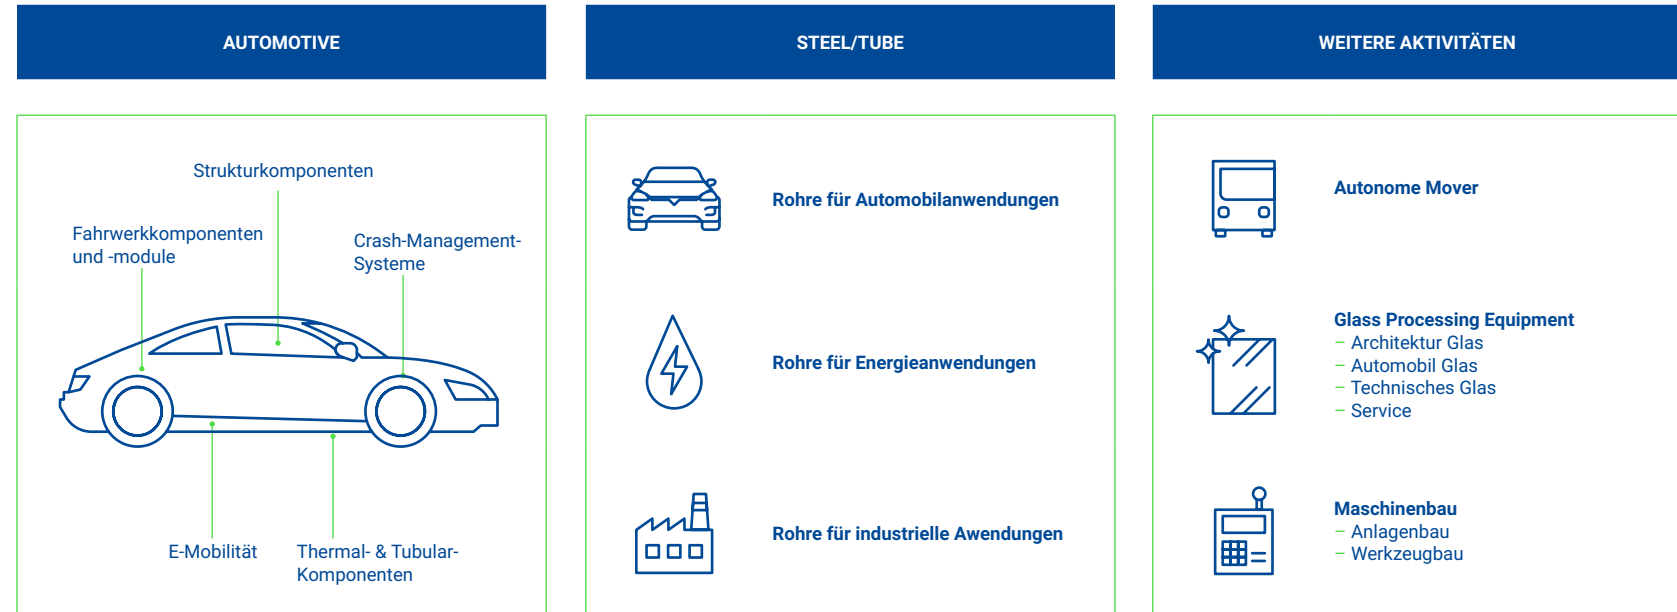 AUTOMOTIVE
Strukturkomponenten
Fahrwerkkomponenten
und -module
Crash-Management-
Systeme
E-Mobilität
Thermal- & Tubular-
Komponenten
STEEL/TUBE
Rohre für Automobilanwendungen
Rohre für Energieanwendungen
Rohre für industrielle Awendungen
WEITERE AKTIVITÄTEN
Autonome Mover
Glass Processing Equipment
– Architektur Glas
– Automobil Glas
– Technisches Glas
– Service
Maschinenbau
– Anlagenbau
– Werkzeugbau